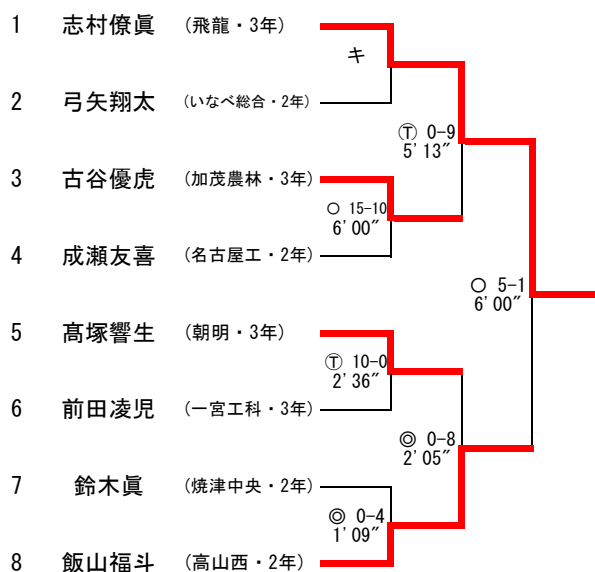 1 志村僚眞 (飛龍・3年)
キ
2 弓矢翔太 (いなべ総合・2年)
Ⓣ 0-9
5'13"
3 古谷優虎 (加茂農林・3年)
○ 15-10
6'00"
4 成瀬友喜 (名古屋工・2年)
○ 5-1
6'00"
5 髙塚響生 (朝明・3年)
Ⓣ 10-0
2'36"
6 前田凌児 (一宮工科・3年)
◎ 0-8
2'05"
7 鈴木眞 (焼津中央・2年)
◎ 0-4
1'09"
8 飯山福斗 (高山西・2年)